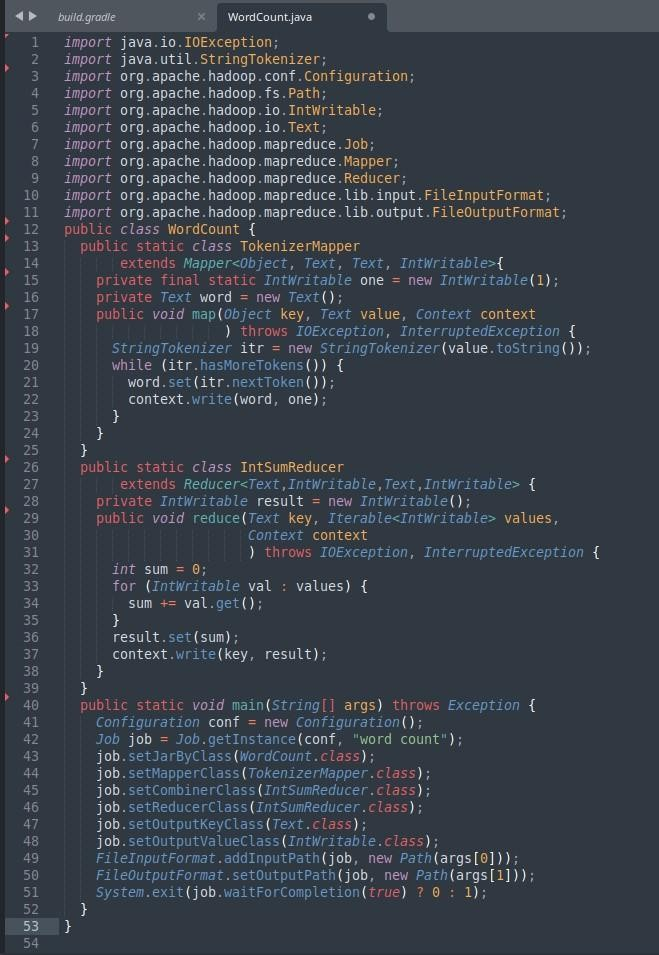 build.gradle
WordCount.java
1 import java.io.IOException;
2 import java.util.StringTokenizer;
3 import org.apache.hadoop.conf.Configuration;
4 import org.apache.hadoop.fs.Path;
5 import org.apache.hadoop.io.IntWritable;
6 import org.apache.hadoop.io.Text;
7 import org.apache.hadoop.mapreduce.Job;
8 import org.apache.hadoop.mapreduce.Mapper;
9 import org.apache.hadoop.mapreduce.Reducer;
10 import org.apache.hadoop.mapreduce.lib.input.FileInputFormat;
11 import org.apache.hadoop.mapreduce.lib.output.FileOutputFormat;
12 public class WordCount {
13   public static class TokenizerMapper
14        extends Mapper<Object, Text, Text, IntWritable>{
15     private final static IntWritable one = new IntWritable(1);
16     private Text word = new Text();
17     public void map(Object key, Text value, Context context
18                     ) throws IOException, InterruptedException {
19       StringTokenizer itr = new StringTokenizer(value.toString());
20       while (itr.hasMoreTokens()) {
21         word.set(itr.nextToken());
22         context.write(word, one);
23       }
24     }
25   }
26   public static class IntSumReducer
27        extends Reducer<Text,IntWritable,Text,IntWritable> {
28     private IntWritable result = new IntWritable();
29     public void reduce(Text key, Iterable<IntWritable> values,
30                        Context context
31                        ) throws IOException, InterruptedException {
32       int sum = 0;
33       for (IntWritable val : values) {
34         sum += val.get();
35       }
36       result.set(sum);
37       context.write(key, result);
38     }
39   }
40   public static void main(String[] args) throws Exception {
41     Configuration conf = new Configuration();
42     Job job = Job.getInstance(conf, "word count");
43     job.setJarByClass(WordCount.class);
44     job.setMapperClass(TokenizerMapper.class);
45     job.setCombinerClass(IntSumReducer.class);
46     job.setReducerClass(IntSumReducer.class);
47     job.setOutputKeyClass(Text.class);
48     job.setOutputValueClass(IntWritable.class);
49     FileInputFormat.addInputPath(job, new Path(args[0]));
50     FileOutputFormat.setOutputPath(job, new Path(args[1]));
51     System.exit(job.waitForCompletion(true) ? 0 : 1);
52   }
53 }
54